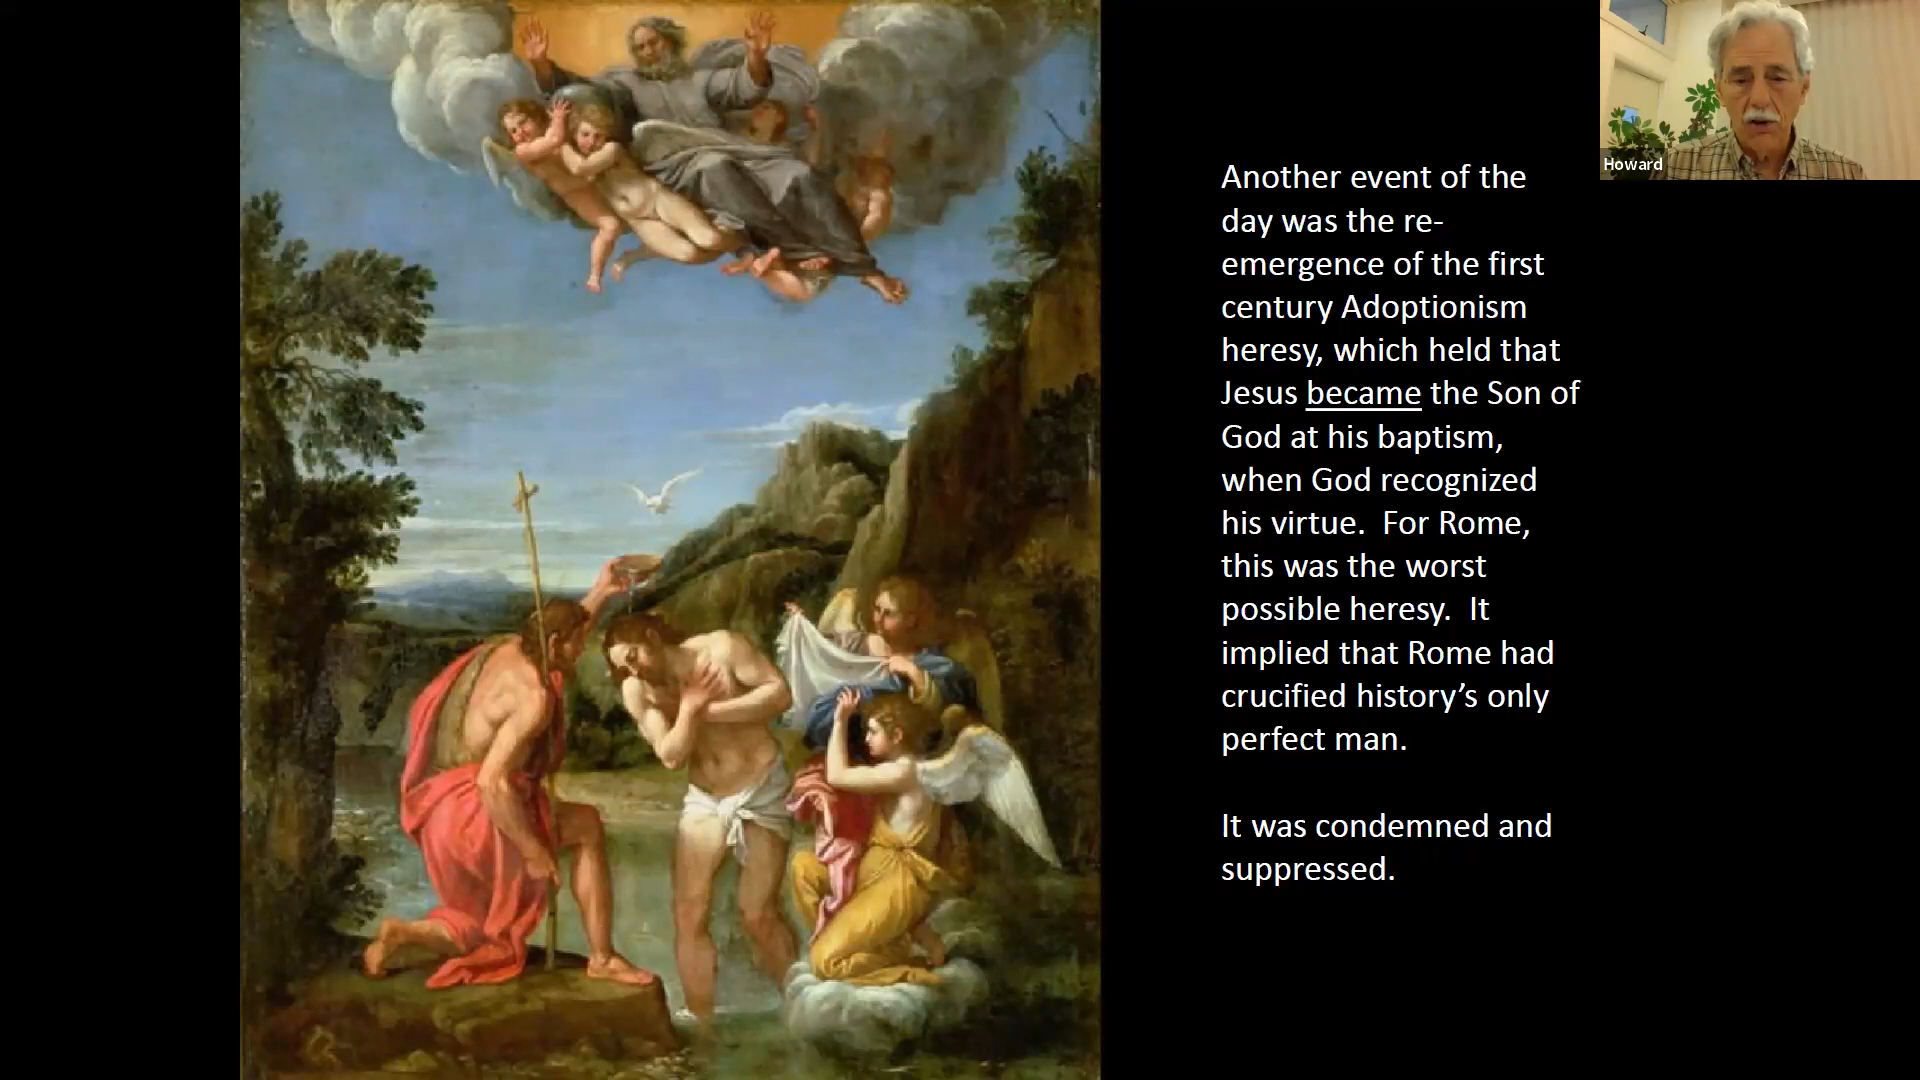 Another event of the
day was the re-
emergence of the first
century Adoptionism
heresy, which held that
Jesus became the Son of
God at his baptism,
when God recognized
his virtue.  For Rome,
this was the worst
possible heresy.  It
implied that Rome had
crucified history's only
perfect man.
It was condemned and
suppressed.
Howard